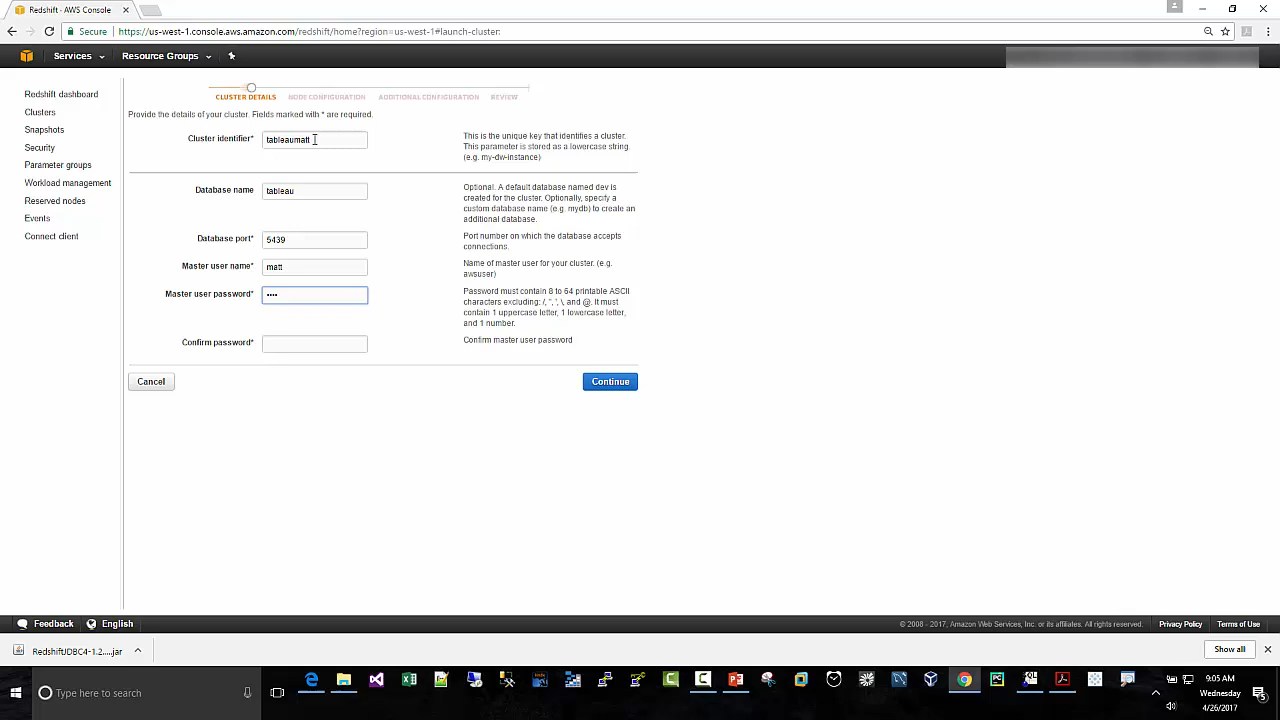 Redshift - AWS Console
Secure
https://us-west-1.console.aws.amazon.com/redshift/home?region=us-west-1#launch-cluster:
Services
Resource Groups
Redshift dashboard
Clusters
Snapshots
Security
Parameter groups
Workload management
Reserved nodes
Events
Connect client
CLUSTER DETAILS
NODE CONFIGURATION
ADDITIONAL CONFIGURATION
REVIEW
Provide the details of your cluster. Fields marked with * are required.
Cluster identifier*
tableaumatt
This is the unique key that identifies a cluster.
This parameter is stored as a lowercase string.
(e.g. my-dw-instance)
Database name
tableau
Optional. A default database named dev is
created for the cluster. Optionally, specify a
custom database name (e.g. mydb) to create an
additional database.
Database port*
5439
Port number on which the database accepts
connections.
Master user name*
matt
Name of master user for your cluster. (e.g.
awsuser)
Master user password*
••••
Password must contain 8 to 64 printable ASCII
characters excluding: /, ", ', \, and @. It must
contain 1 uppercase letter, 1 lowercase letter,
and 1 number.
Confirm password*
Confirm master user password
Cancel
Continue
Feedback
English
© 2008 - 2017, Amazon Web Services, Inc. or its affiliates. All rights reserved.
Privacy Policy
Terms of Use
RedshiftJDBC4-1.2....jar
Show all
Type here to search
9:05 AM
Wednesday
4/26/2017